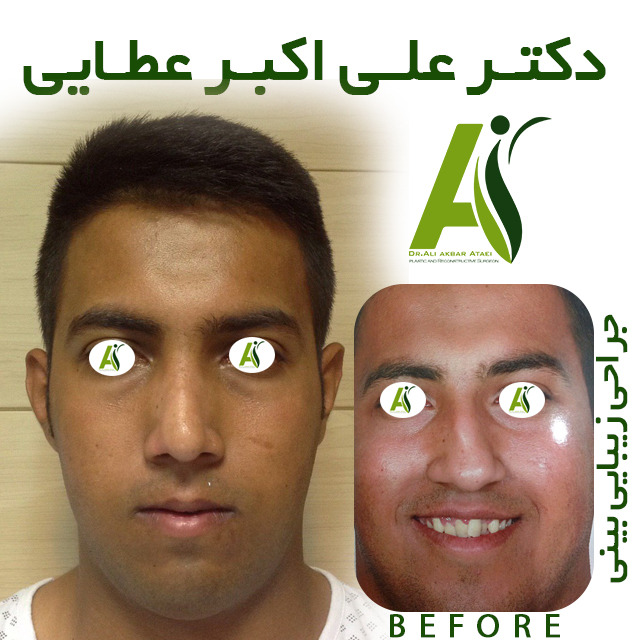 دکتر علی اکبر عطایی
DR.ALI AKBAR ATAEI
PLASTIC AND RECONSTRUCTIVE SURGEON
جراحی زیبایی بینی
BEFORE